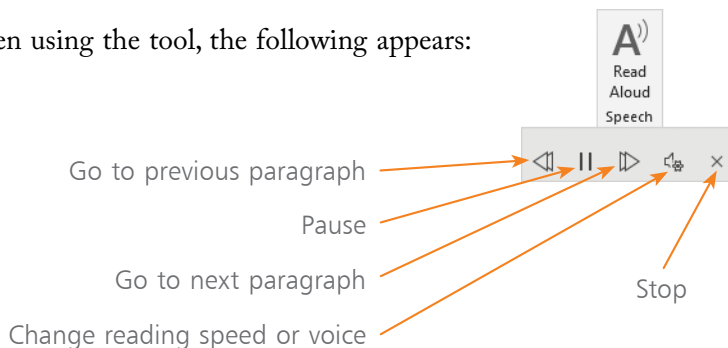 en using the tool, the following appears:
Read
Aloud
Speech
Go to previous paragraph
Pause
Go to next paragraph
Stop
Change reading speed or voice